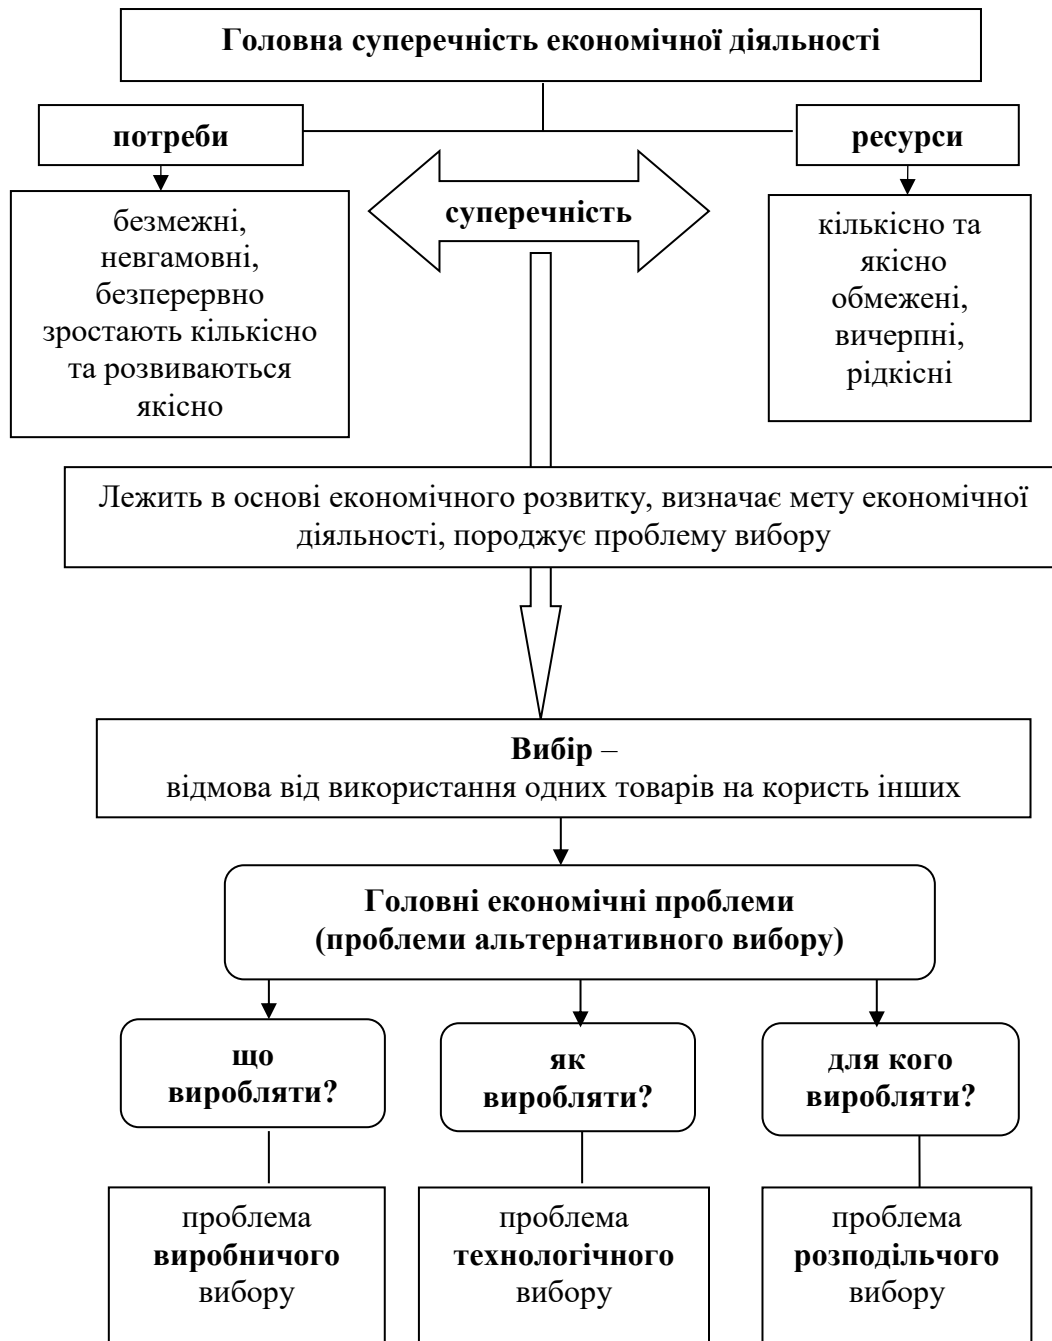 Головна суперечність економічної діяльності
потреби
ресурси
суперечність
безмежні,
невгамовні,
безперервно
зростають кількісно
та розвиваються
якісно
кількісно та
якісно
обмежені,
вичерпні,
рідкісні
Лежить в основі економічного розвитку, визначає мету економічної
діяльності, породжує проблему вибору
Вибір –
відмова від використання одних товарів на користь інших
Головні економічні проблеми
(проблеми альтернативного вибору)
що
виробляти?
як
виробляти?
для кого
виробляти?
проблема
виробничого
вибору
проблема
технологічного
вибору
проблема
розподільчого
вибору